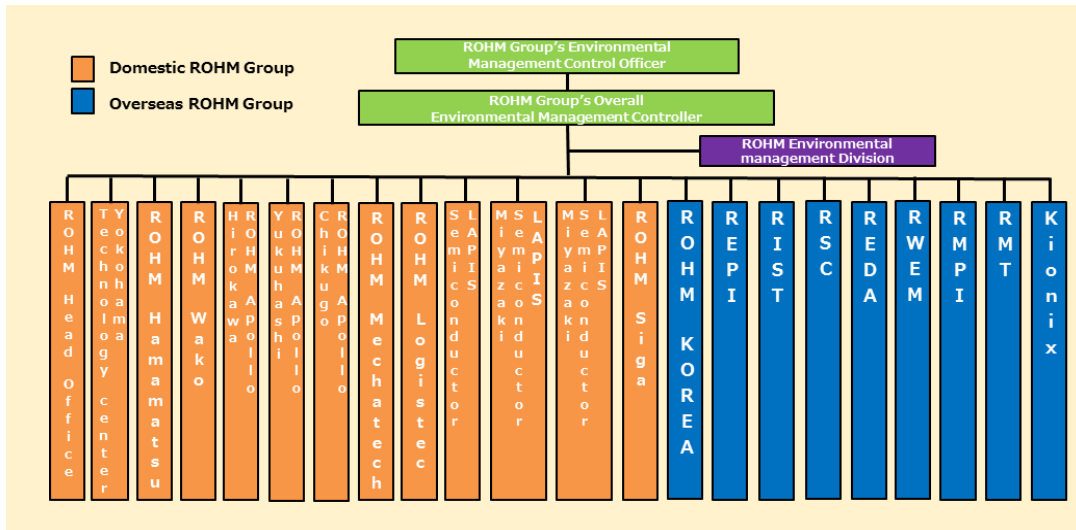 ROHM Group's Environmental
Management Control Officer
Domestic ROHM Group
Overseas ROHM Group
ROHM Group's Overall
Environmental Management Controller
ROHM Environmental
management Division
ROHM Head Office
Yokohama
Technology center
ROHM Hamamatsu
ROHM Wako
ROHM Apollo
Hirokawa
ROHM Apollo
Yukuhashi
ROHM Apollo
Chikugo
ROHM Mechatech
ROHM Logistec
LAPIS
Semiconductor
LAPIS
Semiconductor
Miyazaki
LAPIS
Semiconductor
Miyazaki
ROHM Siga
ROHM KOREA
REPI
RIST
RSC
REDA
RWEM
RMPI
RMT
Kionix